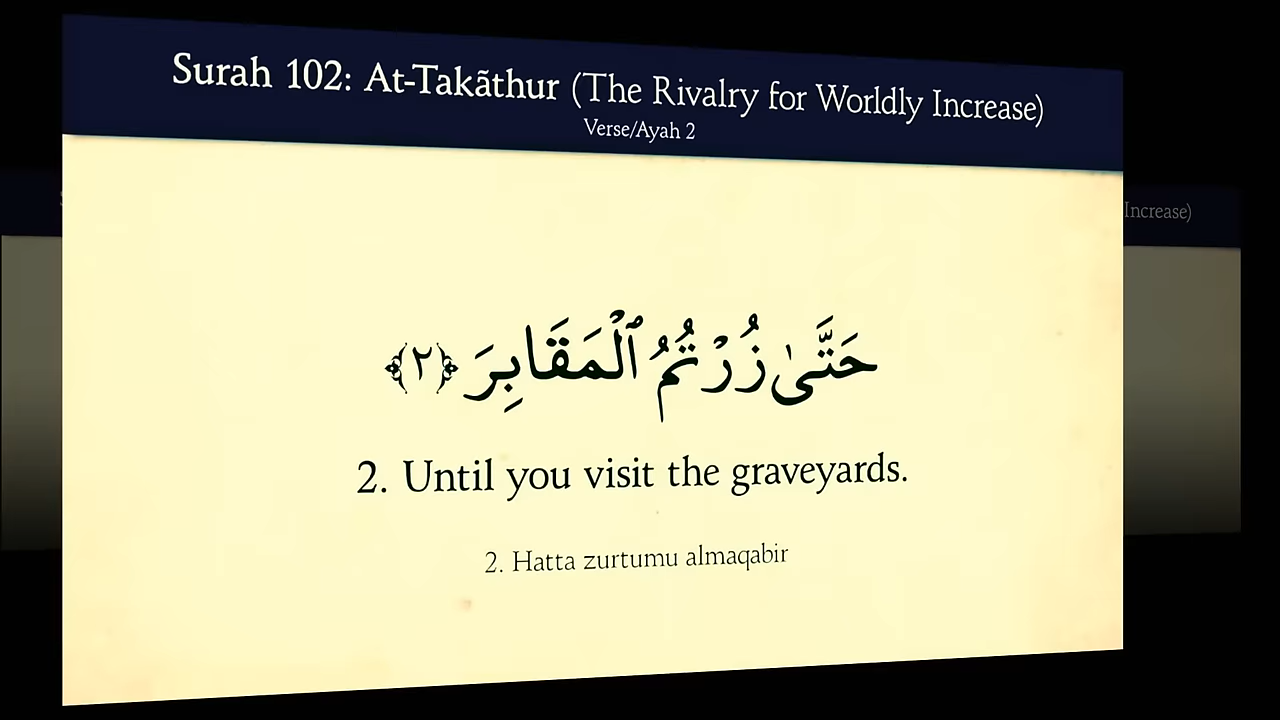 Surah 102: At-Takãthur (The Rivalry for Worldly Increase)
Verse/Ayah 2
Increase)
حَتَّىٰ زُرْتُمُ ٱلْمَقَابِرَ ﴿٢﴾
2. Until you visit the graveyards.
2. Hatta zurtumu almaqabir